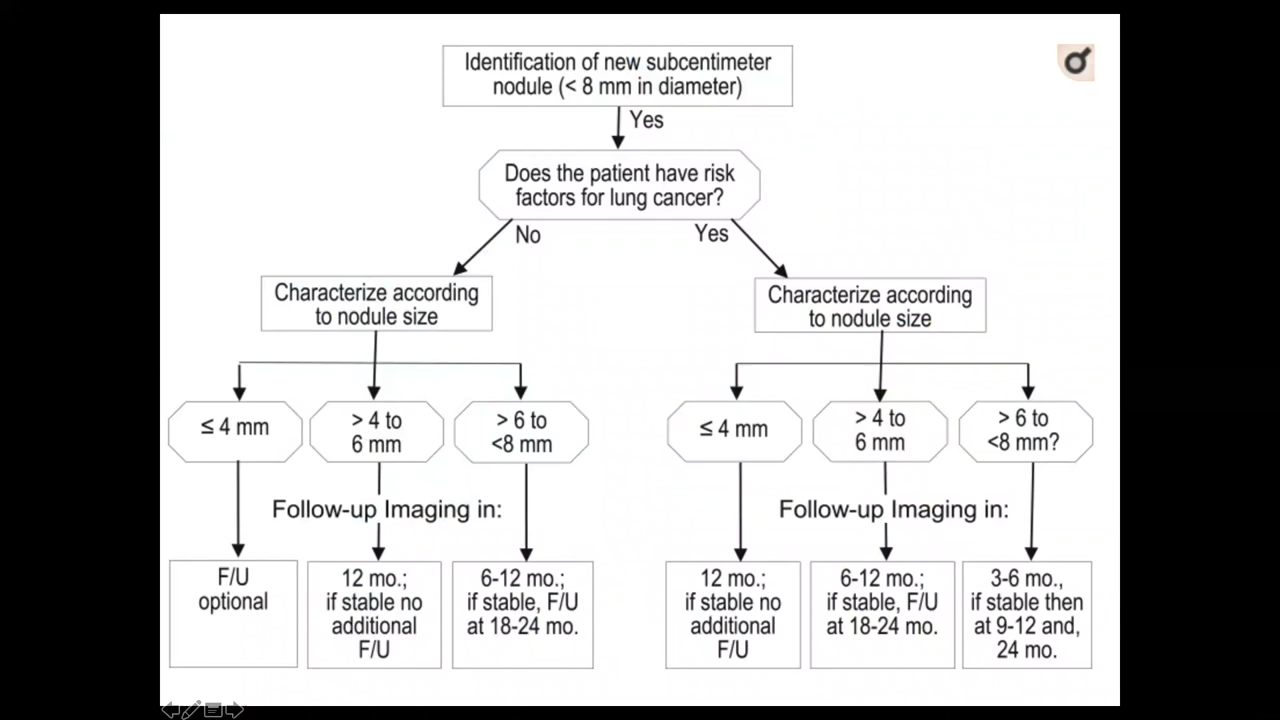 Identification of new subcentimeter
nodule (< 8 mm in diameter)
Yes
Does the patient have risk
factors for lung cancer?
No
Yes
Characterize according
to nodule size
Characterize according
to nodule size
≤ 4 mm
> 4 to
6 mm
> 6 to
<8 mm
≤ 4 mm
> 4 to
6 mm
> 6 to
<8 mm?
Follow-up Imaging in:
Follow-up Imaging in:
F/U
optional
12 mo.;
if stable no
additional
F/U
6-12 mo.;
if stable, F/U
at 18-24 mo.
12 mo.;
if stable no
additional
F/U
6-12 mo.;
if stable, F/U
at 18-24 mo.
3-6 mo.,
if stable then
at 9-12 and,
24 mo.